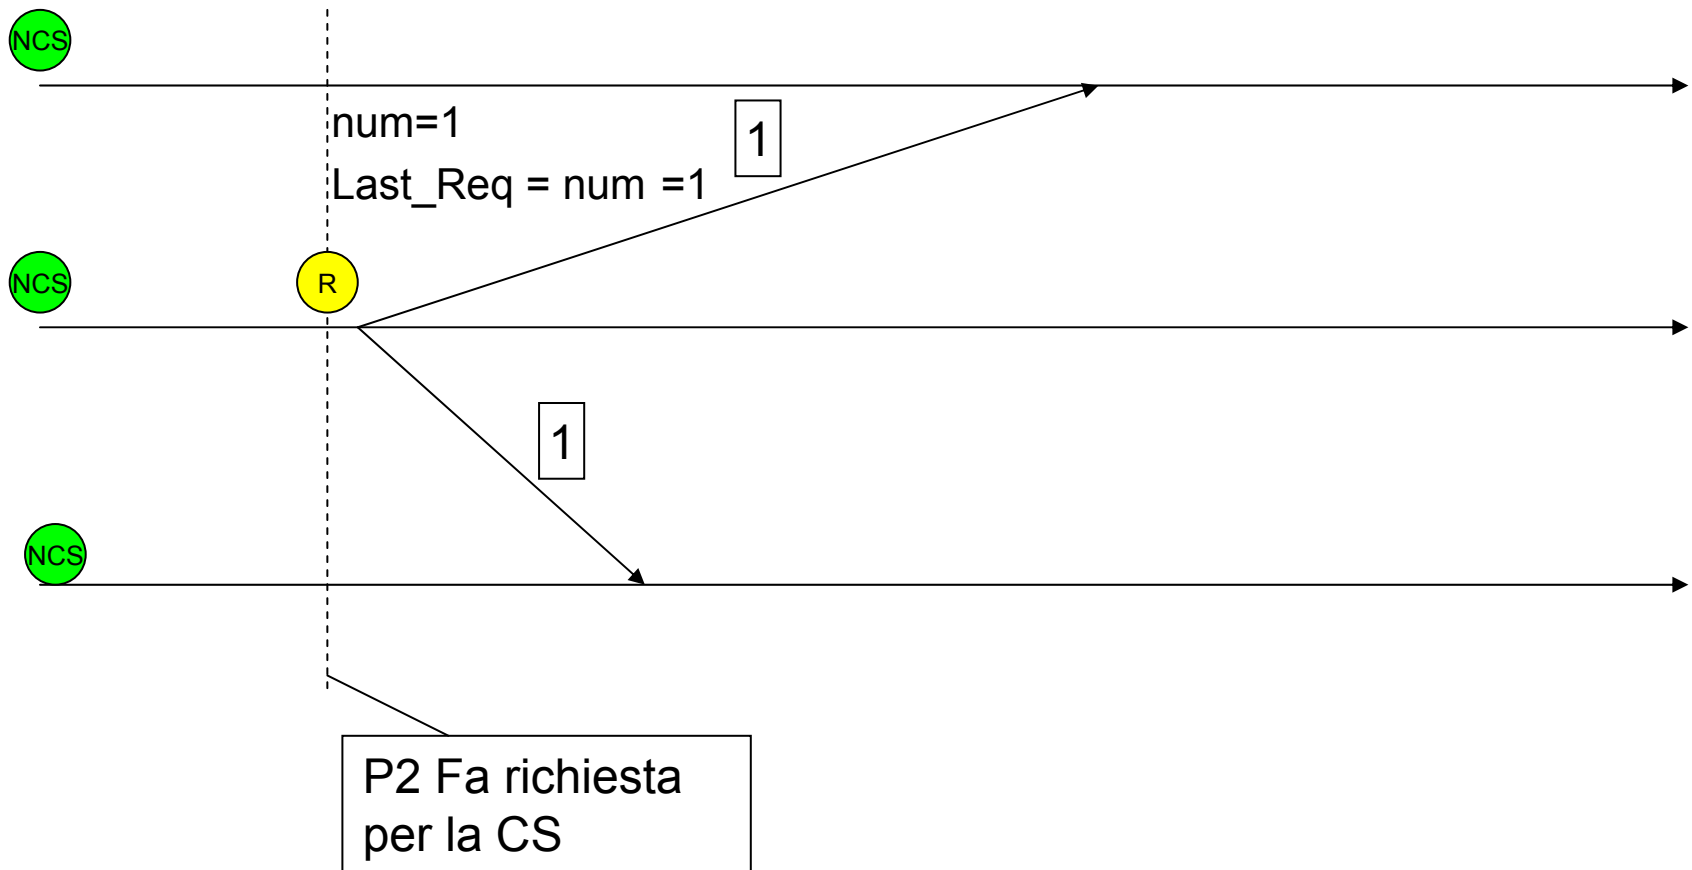 NCS
num=1
1
Last_Req = num =1
NCS
R
1
NCS
P2 Fa richiesta
per la CS